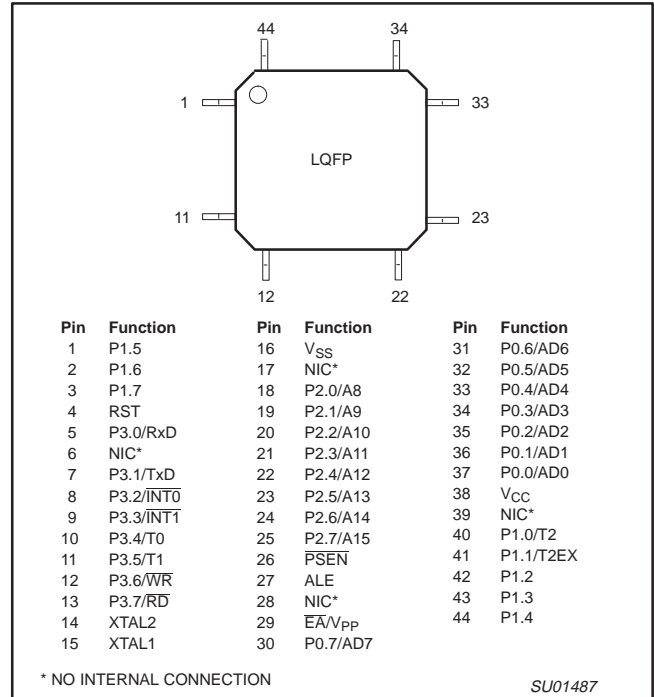 44 34
1 33
LQFP
11 23
12 22
Pin Function Pin Function Pin Function
1 P1.5 16 VSS 31 P0.6/AD6
2 P1.6 17 NIC* 32 P0.5/AD5
3 P1.7 18 P2.0/A8 33 P0.4/AD4
4 RST 19 P2.1/A9 34 P0.3/AD3
5 P3.0/RxD 20 P2.2/A10 35 P0.2/AD2
6 NIC* 21 P2.3/A11 36 P0.1/AD1
7 P3.1/TxD 22 P2.4/A12 37 P0.0/AD0
8 P3.2/I̅N̅T̅0̅ 23 P2.5/A13 38 VCC
9 P3.3/I̅N̅T̅1̅ 24 P2.6/A14 39 NIC*
10 P3.4/T0 25 P2.7/A15 40 P1.0/T2
11 P3.5/T1 26 P̅S̅E̅N̅ 41 P1.1/T2EX
12 P3.6/W̅R̅ 27 ALE 42 P1.2
13 P3.7/R̅D̅ 28 NIC* 43 P1.3
14 XTAL2 29 E̅A̅/VPP 44 P1.4
15 XTAL1 30 P0.7/AD7
* NO INTERNAL CONNECTION
SU01487